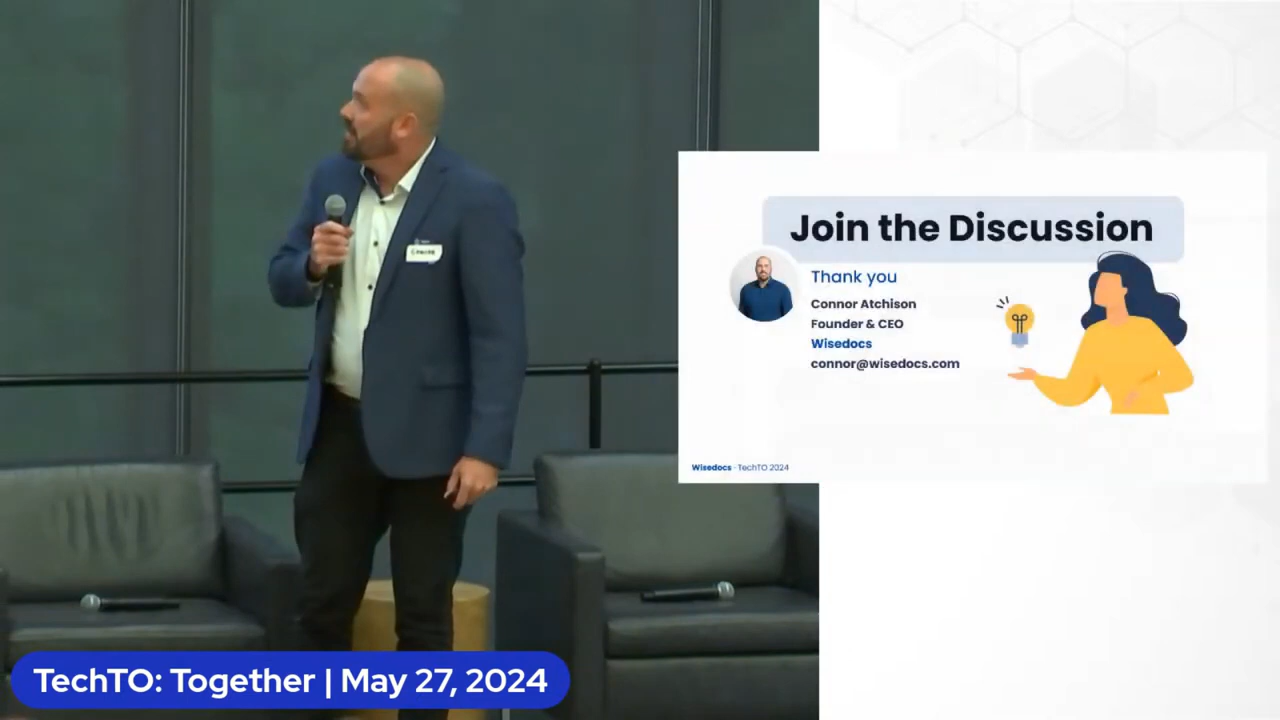 Join the Discussion
Thank you
Connor Atchison
Founder & CEO
Wisedocs
connor@wisedocs.com
Wisedocs - TechTO 2024
TechTO: Together | May 27, 2024